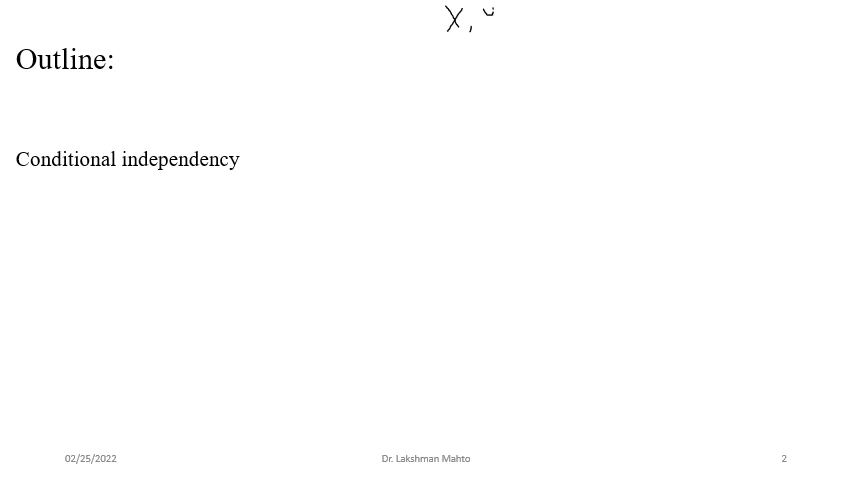 X,
Outline:
Conditional independency
02/25/2022 Dr. Lakshman Mahto 2